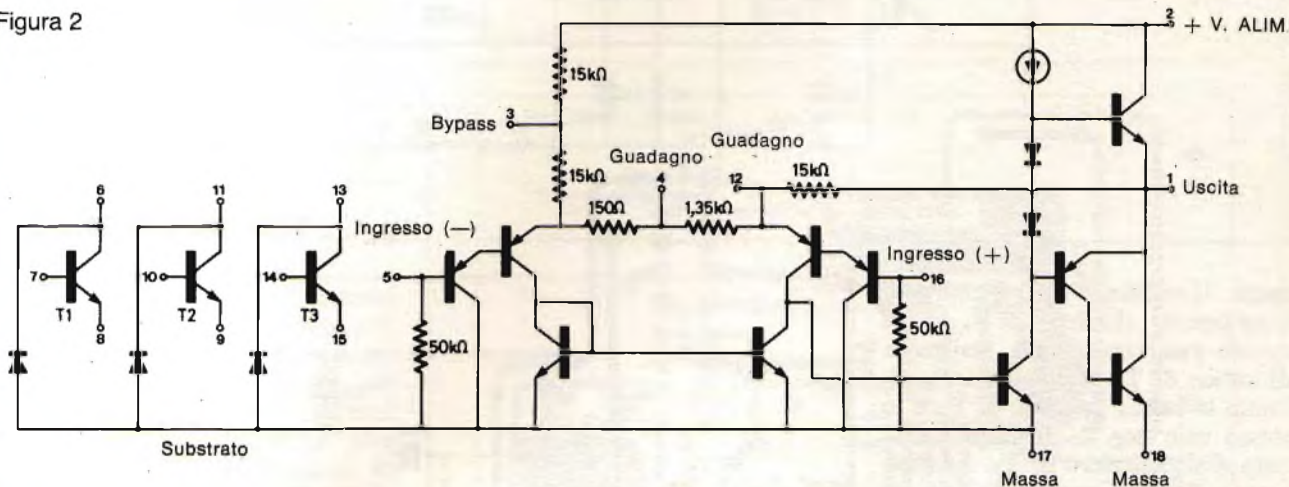 Figura 2
2
+ V. ALIM.
15kΩ
Bypass 3
Guadagno
Guadagno
15kΩ
4
12
15kΩ
1 Uscita
6
11
13
150Ω
1,35kΩ
Ingresso (—)
Ingresso (+)
7
T1
8
10
T2
9
14
T3
15
5
16
50kΩ
50kΩ
Substrato
17
18
Massa
Massa